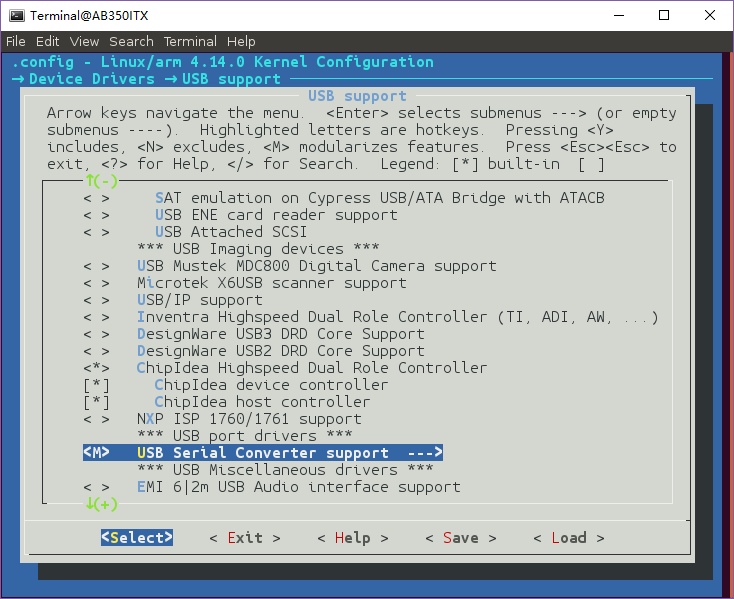 Terminal@AB350ITX
File Edit View Search Terminal Help
.config - Linux/arm 4.14.0 Kernel Configuration
→ Device Drivers → USB support
USB support
Arrow keys navigate the menu. <Enter> selects submenus ---> (or empty
submenus ----). Highlighted letters are hotkeys. Pressing <Y>
includes, <N> excludes, <M> modularizes features. Press <Esc><Esc> to
exit, <?> for Help, </> for Search. Legend: [*] built-in [ ]
↑(-)
< > SAT emulation on Cypress USB/ATA Bridge with ATACB
< > USB ENE card reader support
< > USB Attached SCSI
*** USB Imaging devices ***
< > USB Mustek MDC800 Digital Camera support
< > Microtek X6USB scanner support
< > USB/IP support
< > Inventra Highspeed Dual Role Controller (TI, ADI, AW, ...)
< > DesignWare USB3 DRD Core Support
< > DesignWare USB2 DRD Core Support
<*> ChipIdea Highspeed Dual Role Controller
[*] ChipIdea device controller
[*] ChipIdea host controller
< > NXP ISP 1760/1761 support
*** USB port drivers ***
<M> USB Serial Converter support --->
*** USB Miscellaneous drivers ***
< > EMI 6|2m USB Audio interface support
↓(+)
<Select> < Exit > < Help > < Save > < Load >